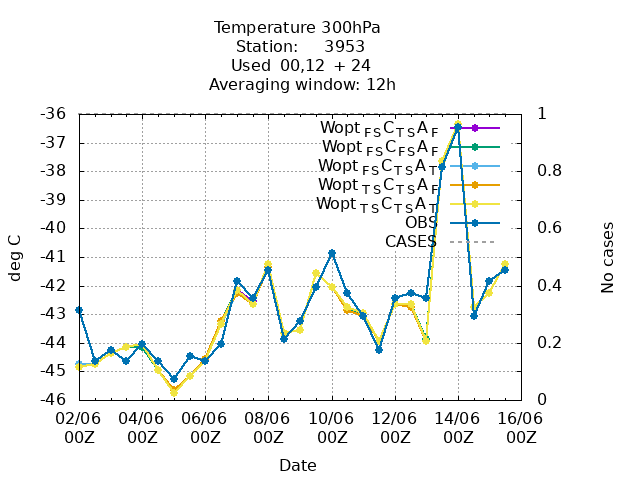 Temperature 300hPa
Station: 3953
Used 00,12 + 24
Averaging window: 12h
-36 1
Wopt FS C TS A F
-37
Wopt FS C FS A F
-38 0.8
Wopt FS C TS A T
-39
Wopt TS C TS A F
Wopt TS C TS A T
-40 0.6
OBS
CASES
-41
-42 0.4
-43
-44 0.2
-45
-46 0
deg C
No cases
02/06 04/06 06/06 08/06 10/06 12/06 14/06 16/06
00Z 00Z 00Z 00Z 00Z 00Z 00Z 00Z
Date